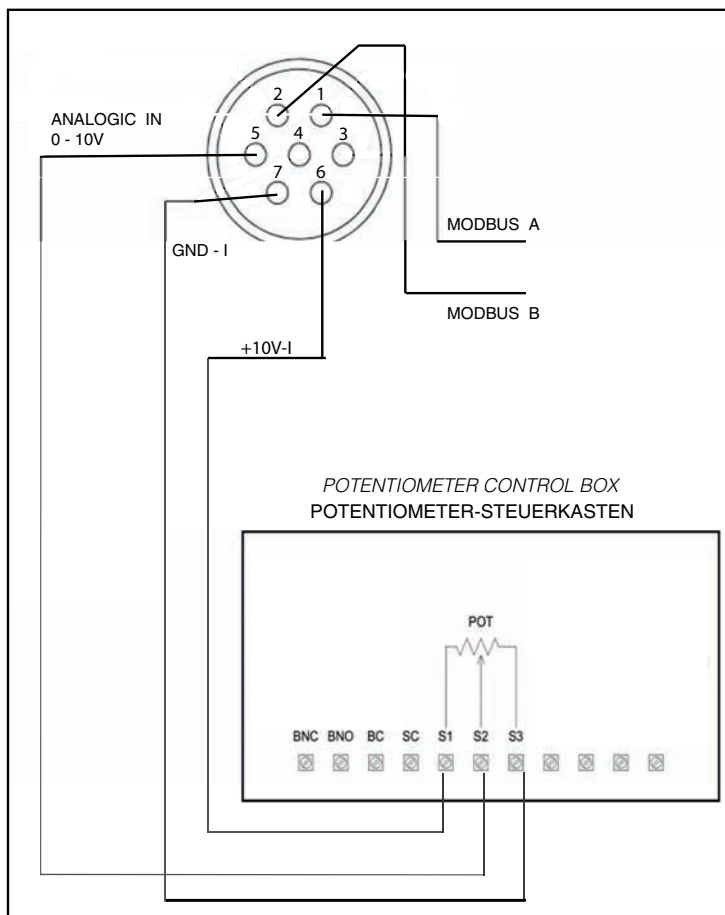 2 1
ANALOGIC IN
0 - 10V
5 4 3
7 6
MODBUS A
GND - I
MODBUS B
+10V-I
POTENTIOMETER CONTROL BOX
POTENTIOMETER-STEUERKASTEN
POT
BNC BNO BC SC S1 S2 S3